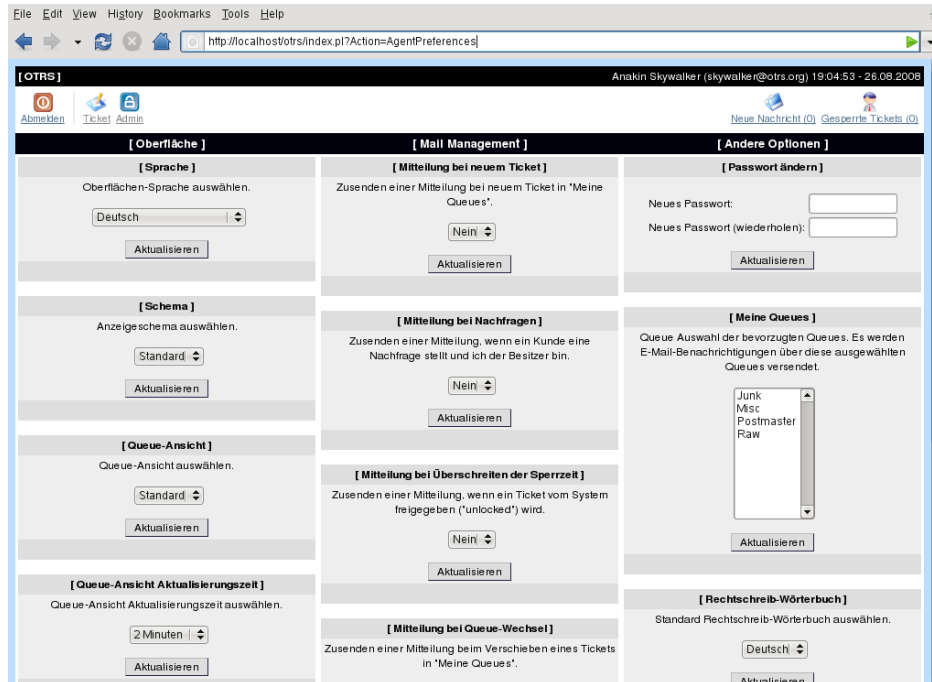 File Edit View History Bookmarks Tools Help
http://localhost/otrs/index.pl?Action=AgentPreferences
[ OTRS ]
Anakin Skywalker (skywalker@otrs.org) 19:04:53 - 26.08.2008
Abmelden Ticket Admin
Neue Nachricht (0) Gesperrte Tickets (0)
[ Oberfläche ]
[ Sprache ]
Oberflächen-Sprache auswählen.
Deutsch
Aktualisieren
[ Schema ]
Anzeigeschema auswählen.
Standard
Aktualisieren
[ Queue-Ansicht ]
Queue-Ansicht auswählen.
Standard
Aktualisieren
[ Queue-Ansicht Aktualisierungszeit ]
Queue-Ansicht Aktualisierungszeit auswählen.
2 Minuten
Aktualisieren
[ Mail Management ]
[ Mitteilung bei neuem Ticket ]
Zusenden einer Mitteilung bei neuem Ticket in "Meine
Queues".
Nein
Aktualisieren
[ Mitteilung bei Nachfragen ]
Zusenden einer Mitteilung, wenn ein Kunde eine
Nachfrage stellt und ich der Besitzer bin.
Nein
Aktualisieren
[ Mitteilung bei Überschreiten der Sperrzeit ]
Zusenden einer Mitteilung, wenn ein Ticket vom System
freigegeben ("unlocked") wird.
Nein
Aktualisieren
[ Mitteilung bei Queue-Wechsel ]
Zusenden einer Mitteilung beim Verschieben eines Tickets
in "Meine Queues".
[ Andere Optionen ]
[ Passwort ändern ]
Neues Passwort:
Neues Passwort (wiederholen):
Aktualisieren
[ Meine Queues ]
Queue Auswahl der bevorzugten Queues. Es werden
E-Mail-Benachrichtigungen über diese ausgewählten
Queues versendet.
Junk
Misc
Postmaster
Raw
Aktualisieren
[ Rechtschreib-Wörterbuch ]
Standard Rechtschreib-Wörterbuch auswählen.
Deutsch
Aktualisieren